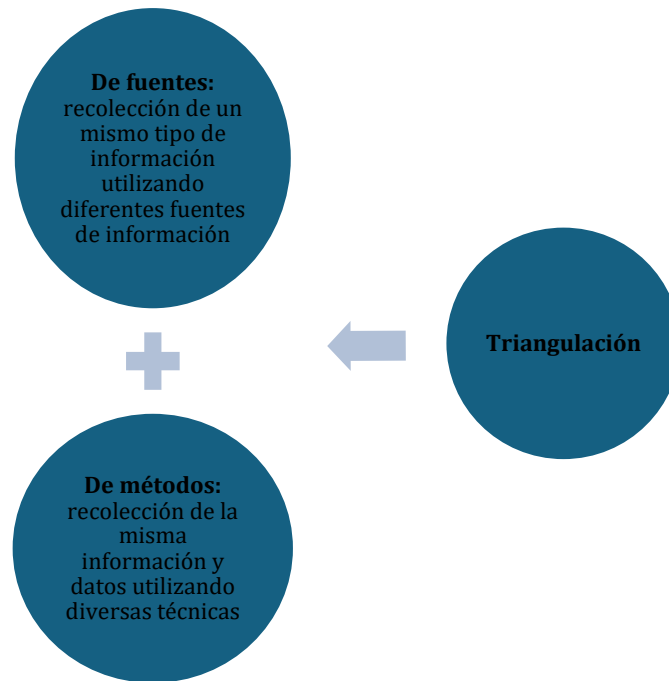 De fuentes:
recolección de un
mismo tipo de
información
utilizando
diferentes fuentes
de información
Triangulación
De métodos:
recolección de la
misma
información y
datos utilizando
diversas técnicas